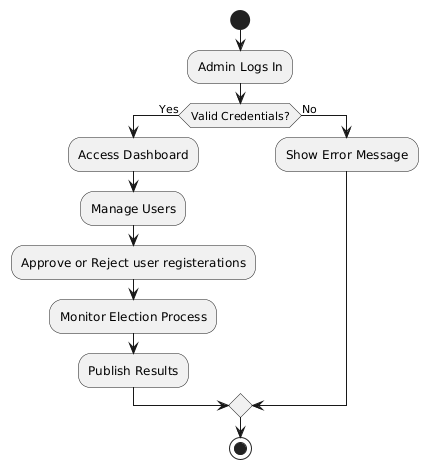 Admin Logs In
Yes
Valid Credentials?
No
Access Dashboard
Show Error Message
Manage Users
Approve or Reject user registerations
Monitor Election Process
Publish Results